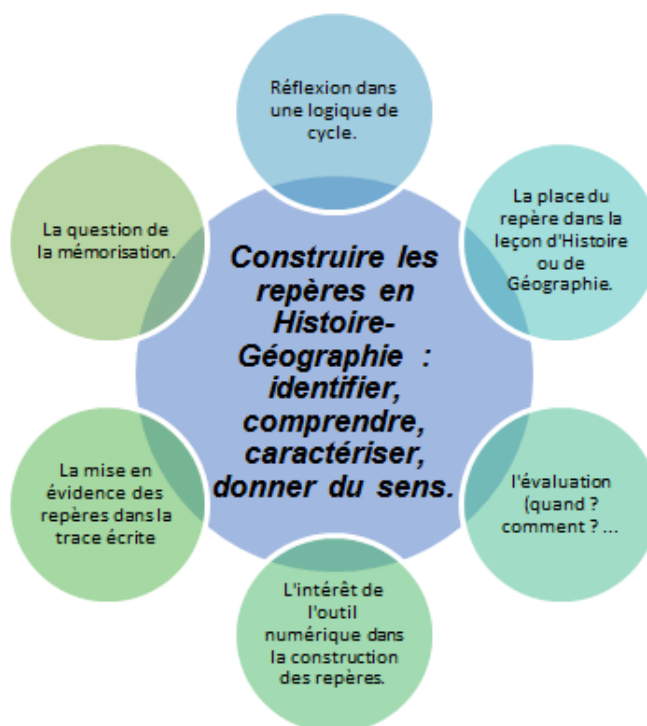 Réflexion dans
une logique de
cycle.
La place du
repère dans la
leçon d'Histoire
ou de
Géographie.
l'évaluation
(quand ?
comment ? ...
L'intérêt de
l'outil
numérique dans
la construction
des repères.
La mise en
évidence des
repères dans la
trace écrite
La question de
la mémorisation.
Construire les
repères en
Histoire-
Géographie :
identifier,
comprendre,
caractériser,
donner du sens.